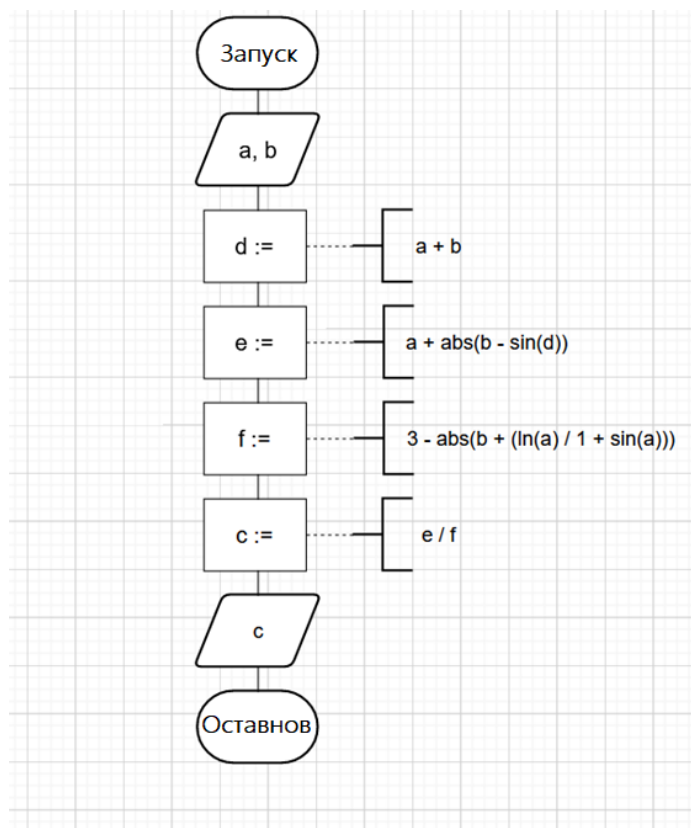 Запуск
a, b
d :=
a + b
e :=
a + abs(b - sin(d))
f :=
3 - abs(b + (ln(a) / 1 + sin(a)))
c :=
e / f
c
Оставнов